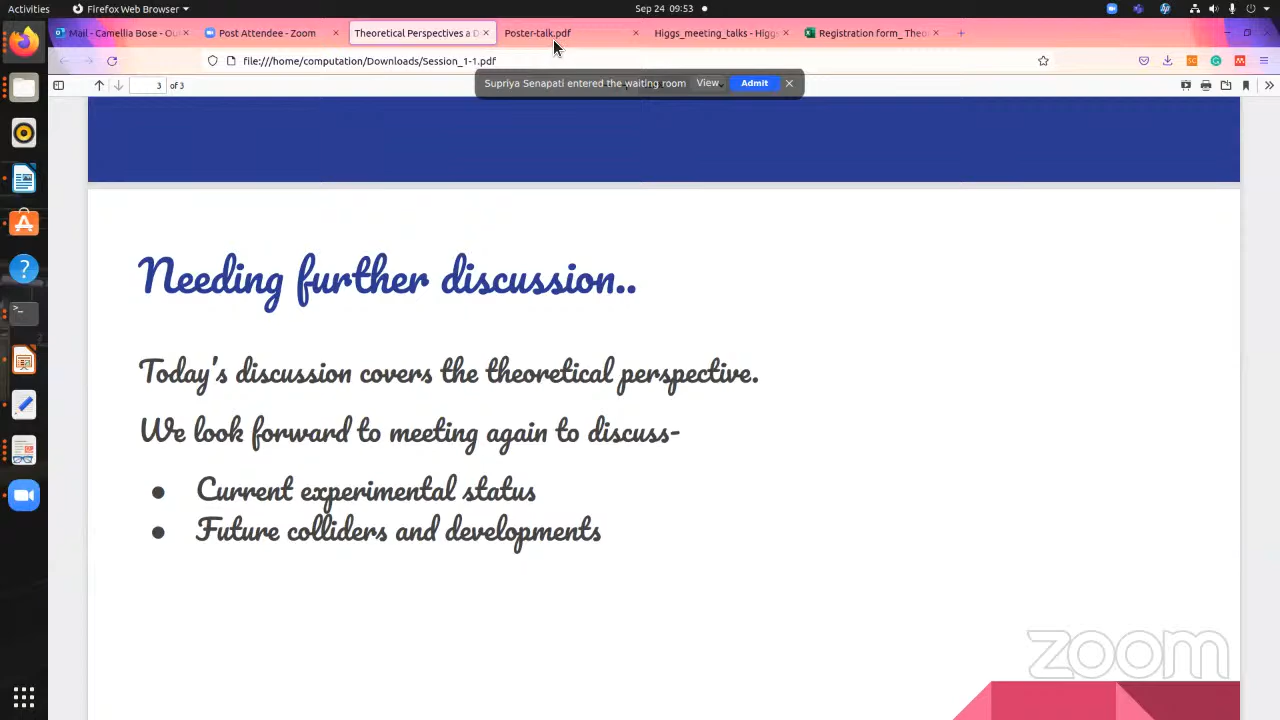 Activities
Firefox Web Browser
Sep 24 09:53
Mail - Camellia Bose - Ou
Post Attendee - Zoom
Theoretical Perspectives a D
Poster-talk.pdf
Higgs_meeting_talks - Higg
Registration form_ Theo
file:///home/computation/Downloads/Session_1-1.pdf
Supriya Senapati entered the waiting room
View
Admit
3
of 3
Needing further discussion..
Today's discussion covers the theoretical perspective.
We look forward to meeting again to discuss-
● Current experimental status
● Future colliders and developments
zoom